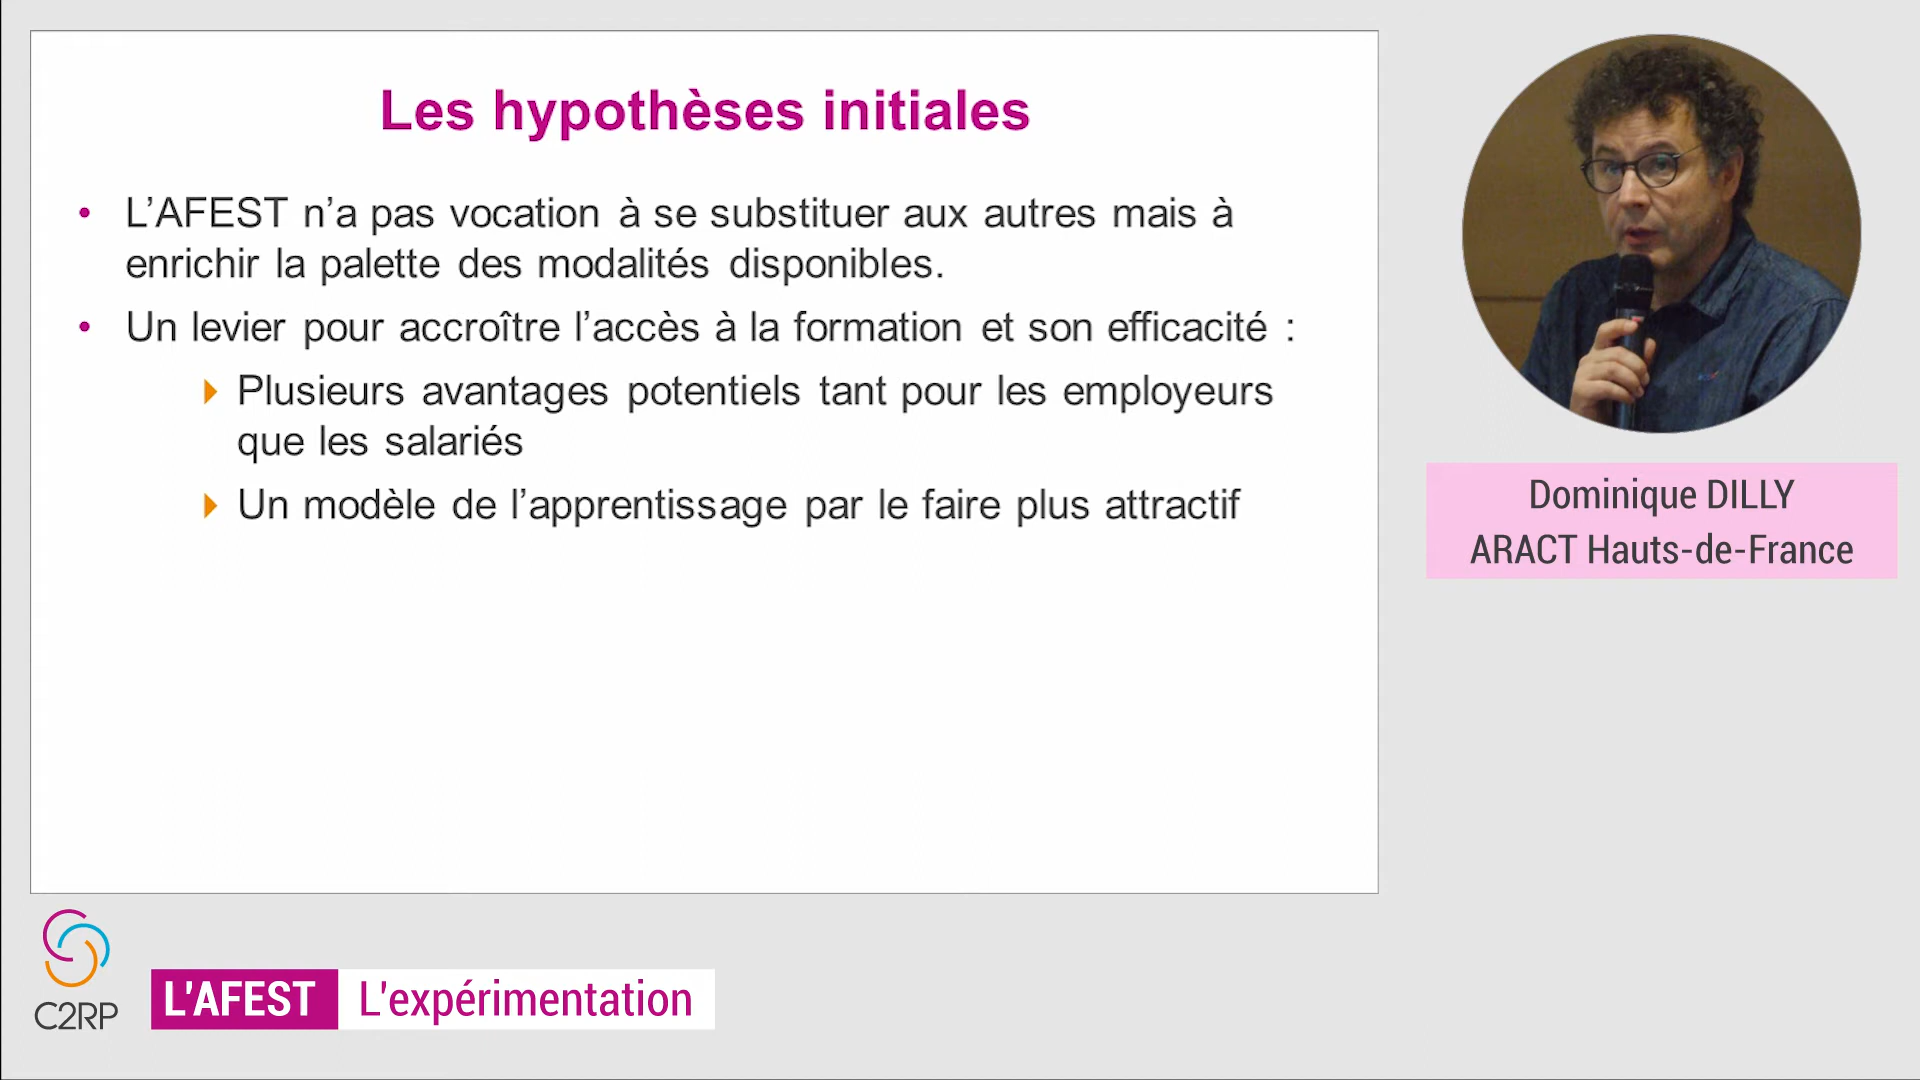 Les hypothèses initiales
• L’AFEST n’a pas vocation à se substituer aux autres mais à
enrichir la palette des modalités disponibles.
• Un levier pour accroître l’accès à la formation et son efficacité :
Plusieurs avantages potentiels tant pour les employeurs
que les salariés
Un modèle de l’apprentissage par le faire plus attractif
Dominique DILLY
ARACT Hauts-de-France
C2RP
L'AFEST L'expérimentation